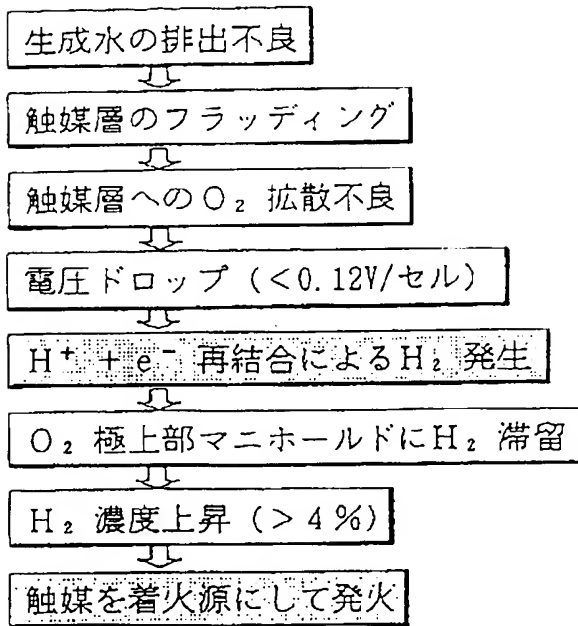 生成水の排出不良
触媒層のフラッディング
触媒層へのO₂ 拡散不良
電圧ドロップ (<0.12V/セル)
H⁺ + e⁻ 再結合によるH₂ 発生
O₂ 極上部マニホールドにH₂ 滞留
H₂ 濃度上昇 (>4%)
触媒を着火源にして発火